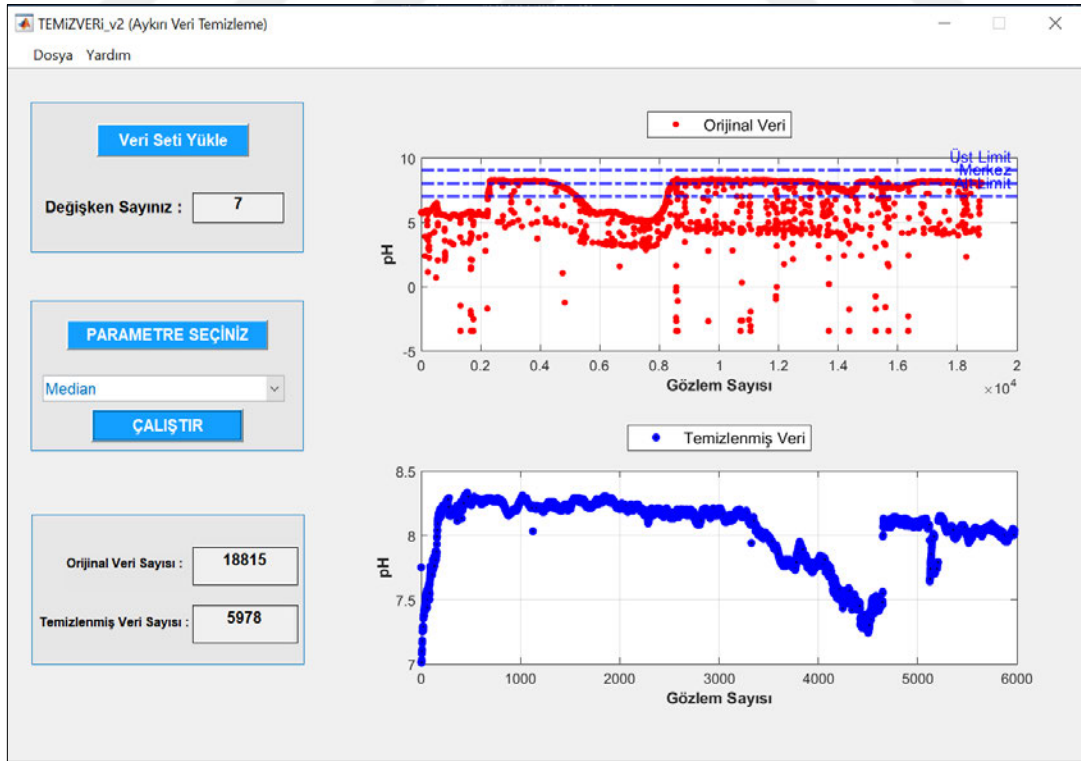 TEMiZVERi_v2 (Aykırı Veri Temizleme)
Dosya Yardım
Veri Seti Yükle
Değişken Sayınız : 7
PARAMETRE SEÇİNİZ
Median
ÇALIŞTIR
Orijinal Veri Sayısı : 18815
Temizlenmiş Veri Sayısı : 5978
Orijinal Veri
Üst Limit
Merkez
Alt Limit
10
5
0
-5
pH
0 0.2 0.4 0.6 0.8 1 1.2 1.4 1.6 1.8 2
Gözlem Sayısı
×10⁴
Temizlenmiş Veri
8.5
8
7.5
7
pH
0 1000 2000 3000 4000 5000 6000
Gözlem Sayısı